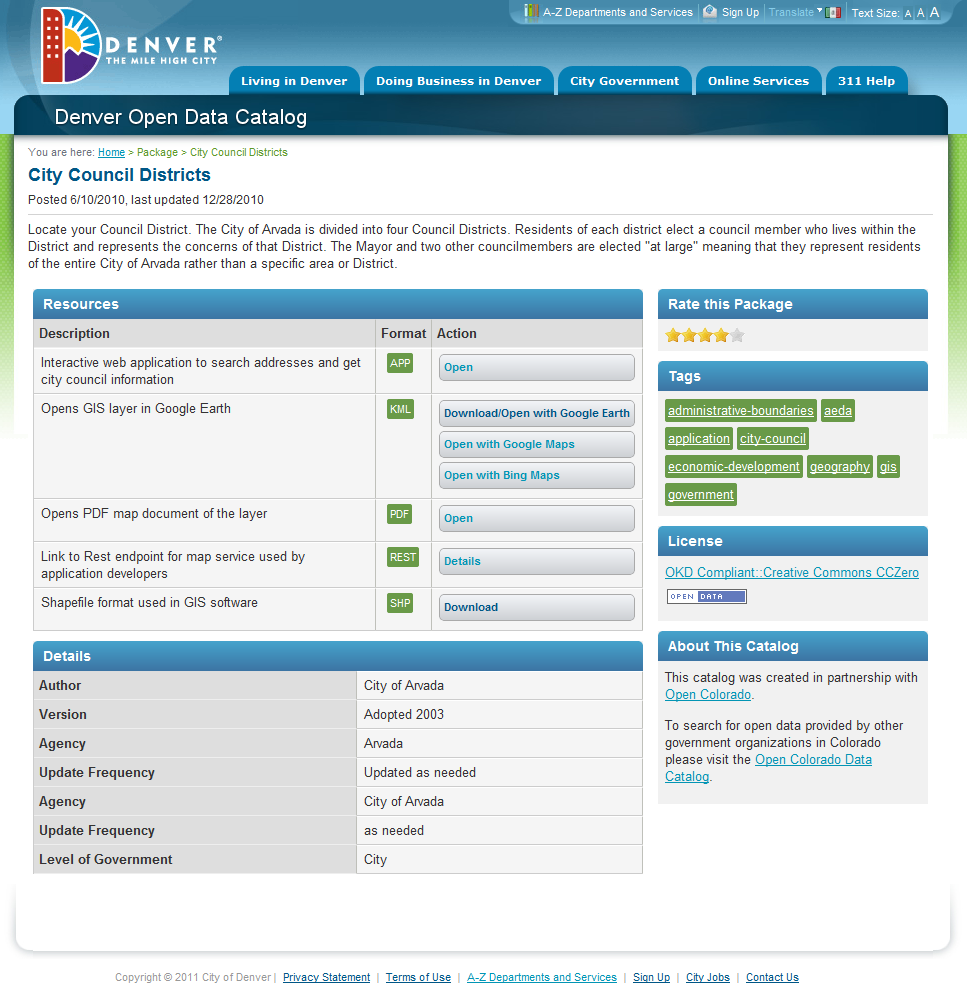 A-Z Departments and Services
Sign Up
Translate
Text Size: A A A
DENVER®
THE MILE HIGH CITY
Living in Denver
Doing Business in Denver
City Government
Online Services
311 Help
Denver Open Data Catalog
You are here: Home > Package > City Council Districts
City Council Districts
Posted 6/10/2010, last updated 12/28/2010
Locate your Council District. The City of Arvada is divided into four Council Districts. Residents of each district elect a council member who lives within the
District and represents the concerns of that District. The Mayor and two other councilmembers are elected "at large" meaning that they represent residents
of the entire City of Arvada rather than a specific area or District.
Resources
Description Format Action
Interactive web application to search addresses and get
city council information
APP
Open
Opens GIS layer in Google Earth
KML
Download/Open with Google Earth
Open with Google Maps
Open with Bing Maps
Opens PDF map document of the layer
PDF
Open
Link to Rest endpoint for map service used by
application developers
REST
Details
Shapefile format used in GIS software
SHP
Download
Details
Author City of Arvada
Version Adopted 2003
Agency Arvada
Update Frequency Updated as needed
Agency City of Arvada
Update Frequency as needed
Level of Government City
Rate this Package
Tags
administrative-boundaries aeda
application city-council
economic-development geography gis
government
License
OKD Compliant::Creative Commons CCZero
OPEN DATA
About This Catalog
This catalog was created in partnership with
Open Colorado.
To search for open data provided by other
government organizations in Colorado
please visit the Open Colorado Data
Catalog.
Copyright © 2011 City of Denver | Privacy Statement | Terms of Use | A-Z Departments and Services | Sign Up | City Jobs | Contact Us